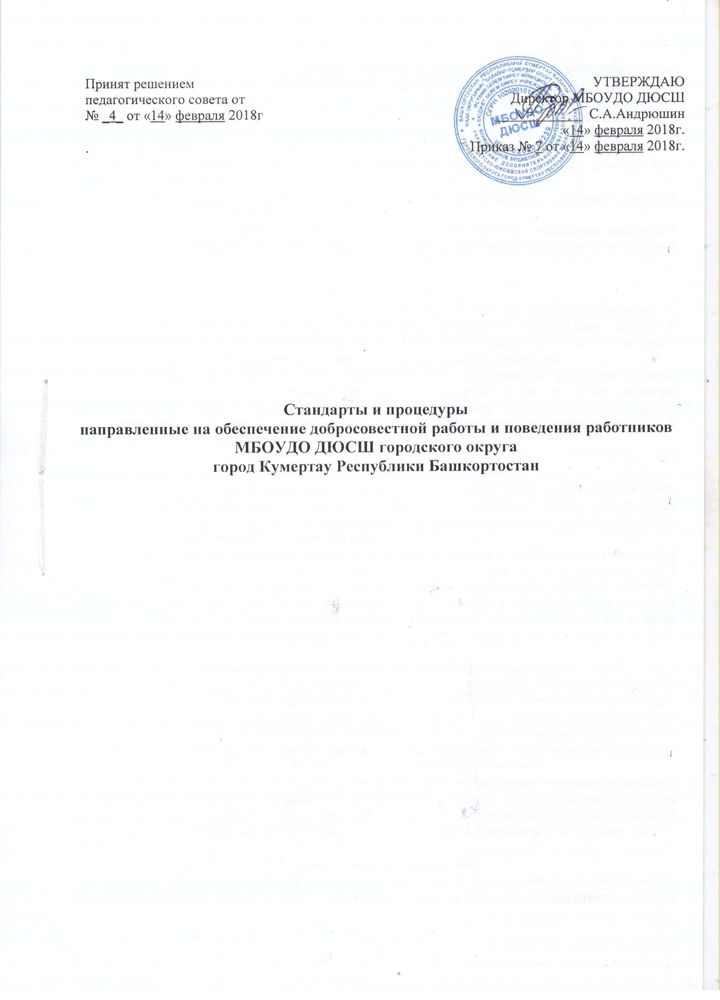 Принят решением
педагогического совета от
№ _4_ от «14» февраля 2018г
.
УТВЕРЖДАЮ
Директор МБОУДО ДЮСШ
С.А.Андрюшин
«14» февраля 2018г.
Приказ № 7 от «14» февраля 2018г.
МБОУДО
ДЮСШ
Стандарты и процедуры
направленные на обеспечение добросовестной работы и поведения работников
МБОУДО ДЮСШ городского округа
город Кумертау Республики Башкортостан